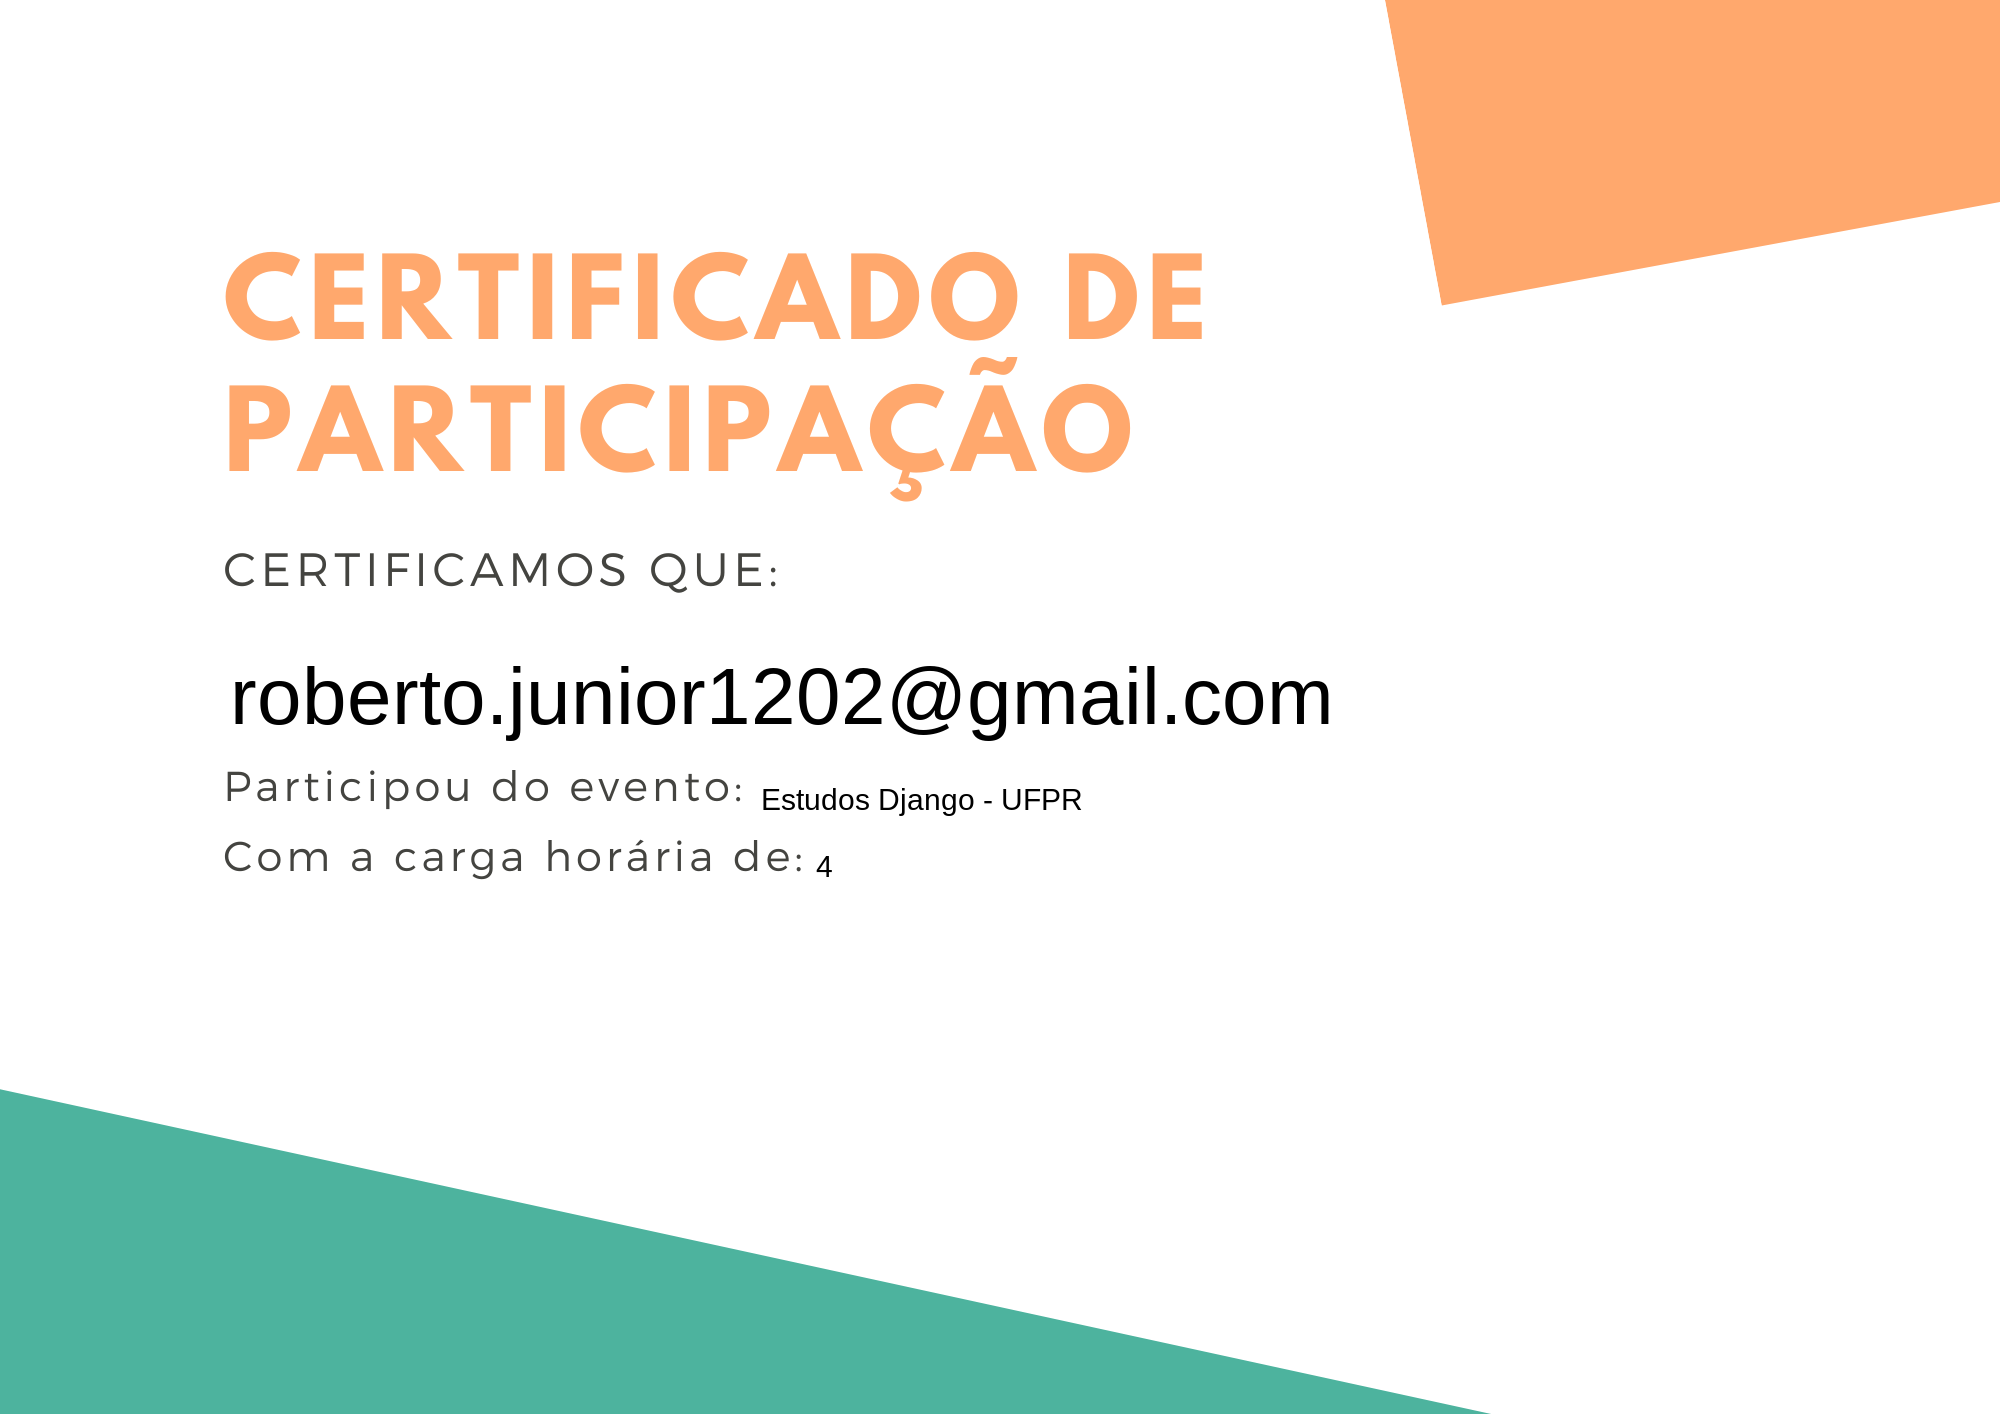 CERTIFICADO DE
PARTICIPAÇÃO
CERTIFICAMOS QUE:
roberto.junior1202@gmail.com
Participou do evento: Estudos Django - UFPR
Com a carga horária de: 4